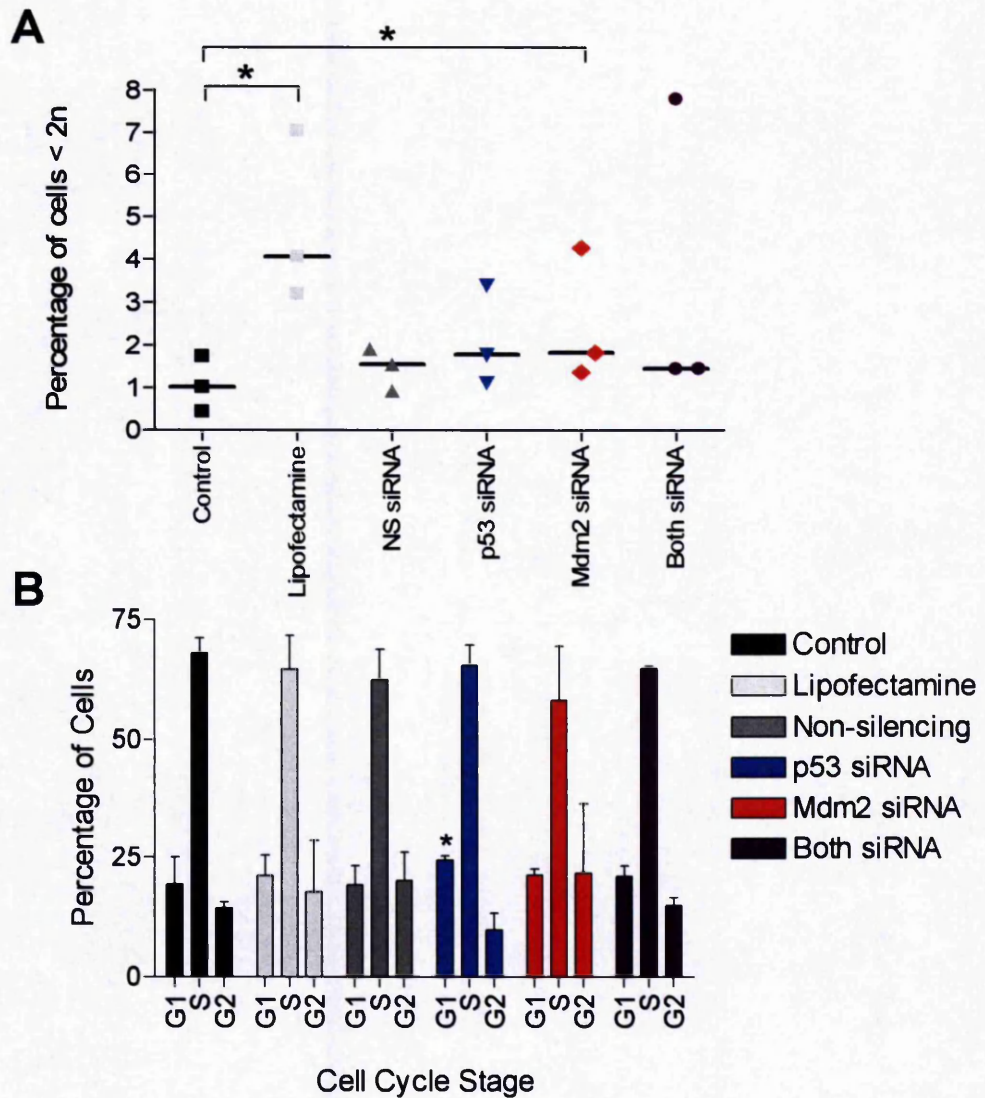 A
*
*
Percentage of cells < 2n
8
7
6
5
4
3
2
1
0
Control
Lipofectamine
NS siRNA
p53 siRNA
Mdm2 siRNA
Both siRNA
B
Percentage of Cells
75
50
25
0
*
G1 S G2 G1 S G2 G1 S G2 G1 S G2 G1 S G2 G1 S G2
Cell Cycle Stage
Control
Lipofectamine
Non-silencing
p53 siRNA
Mdm2 siRNA
Both siRNA